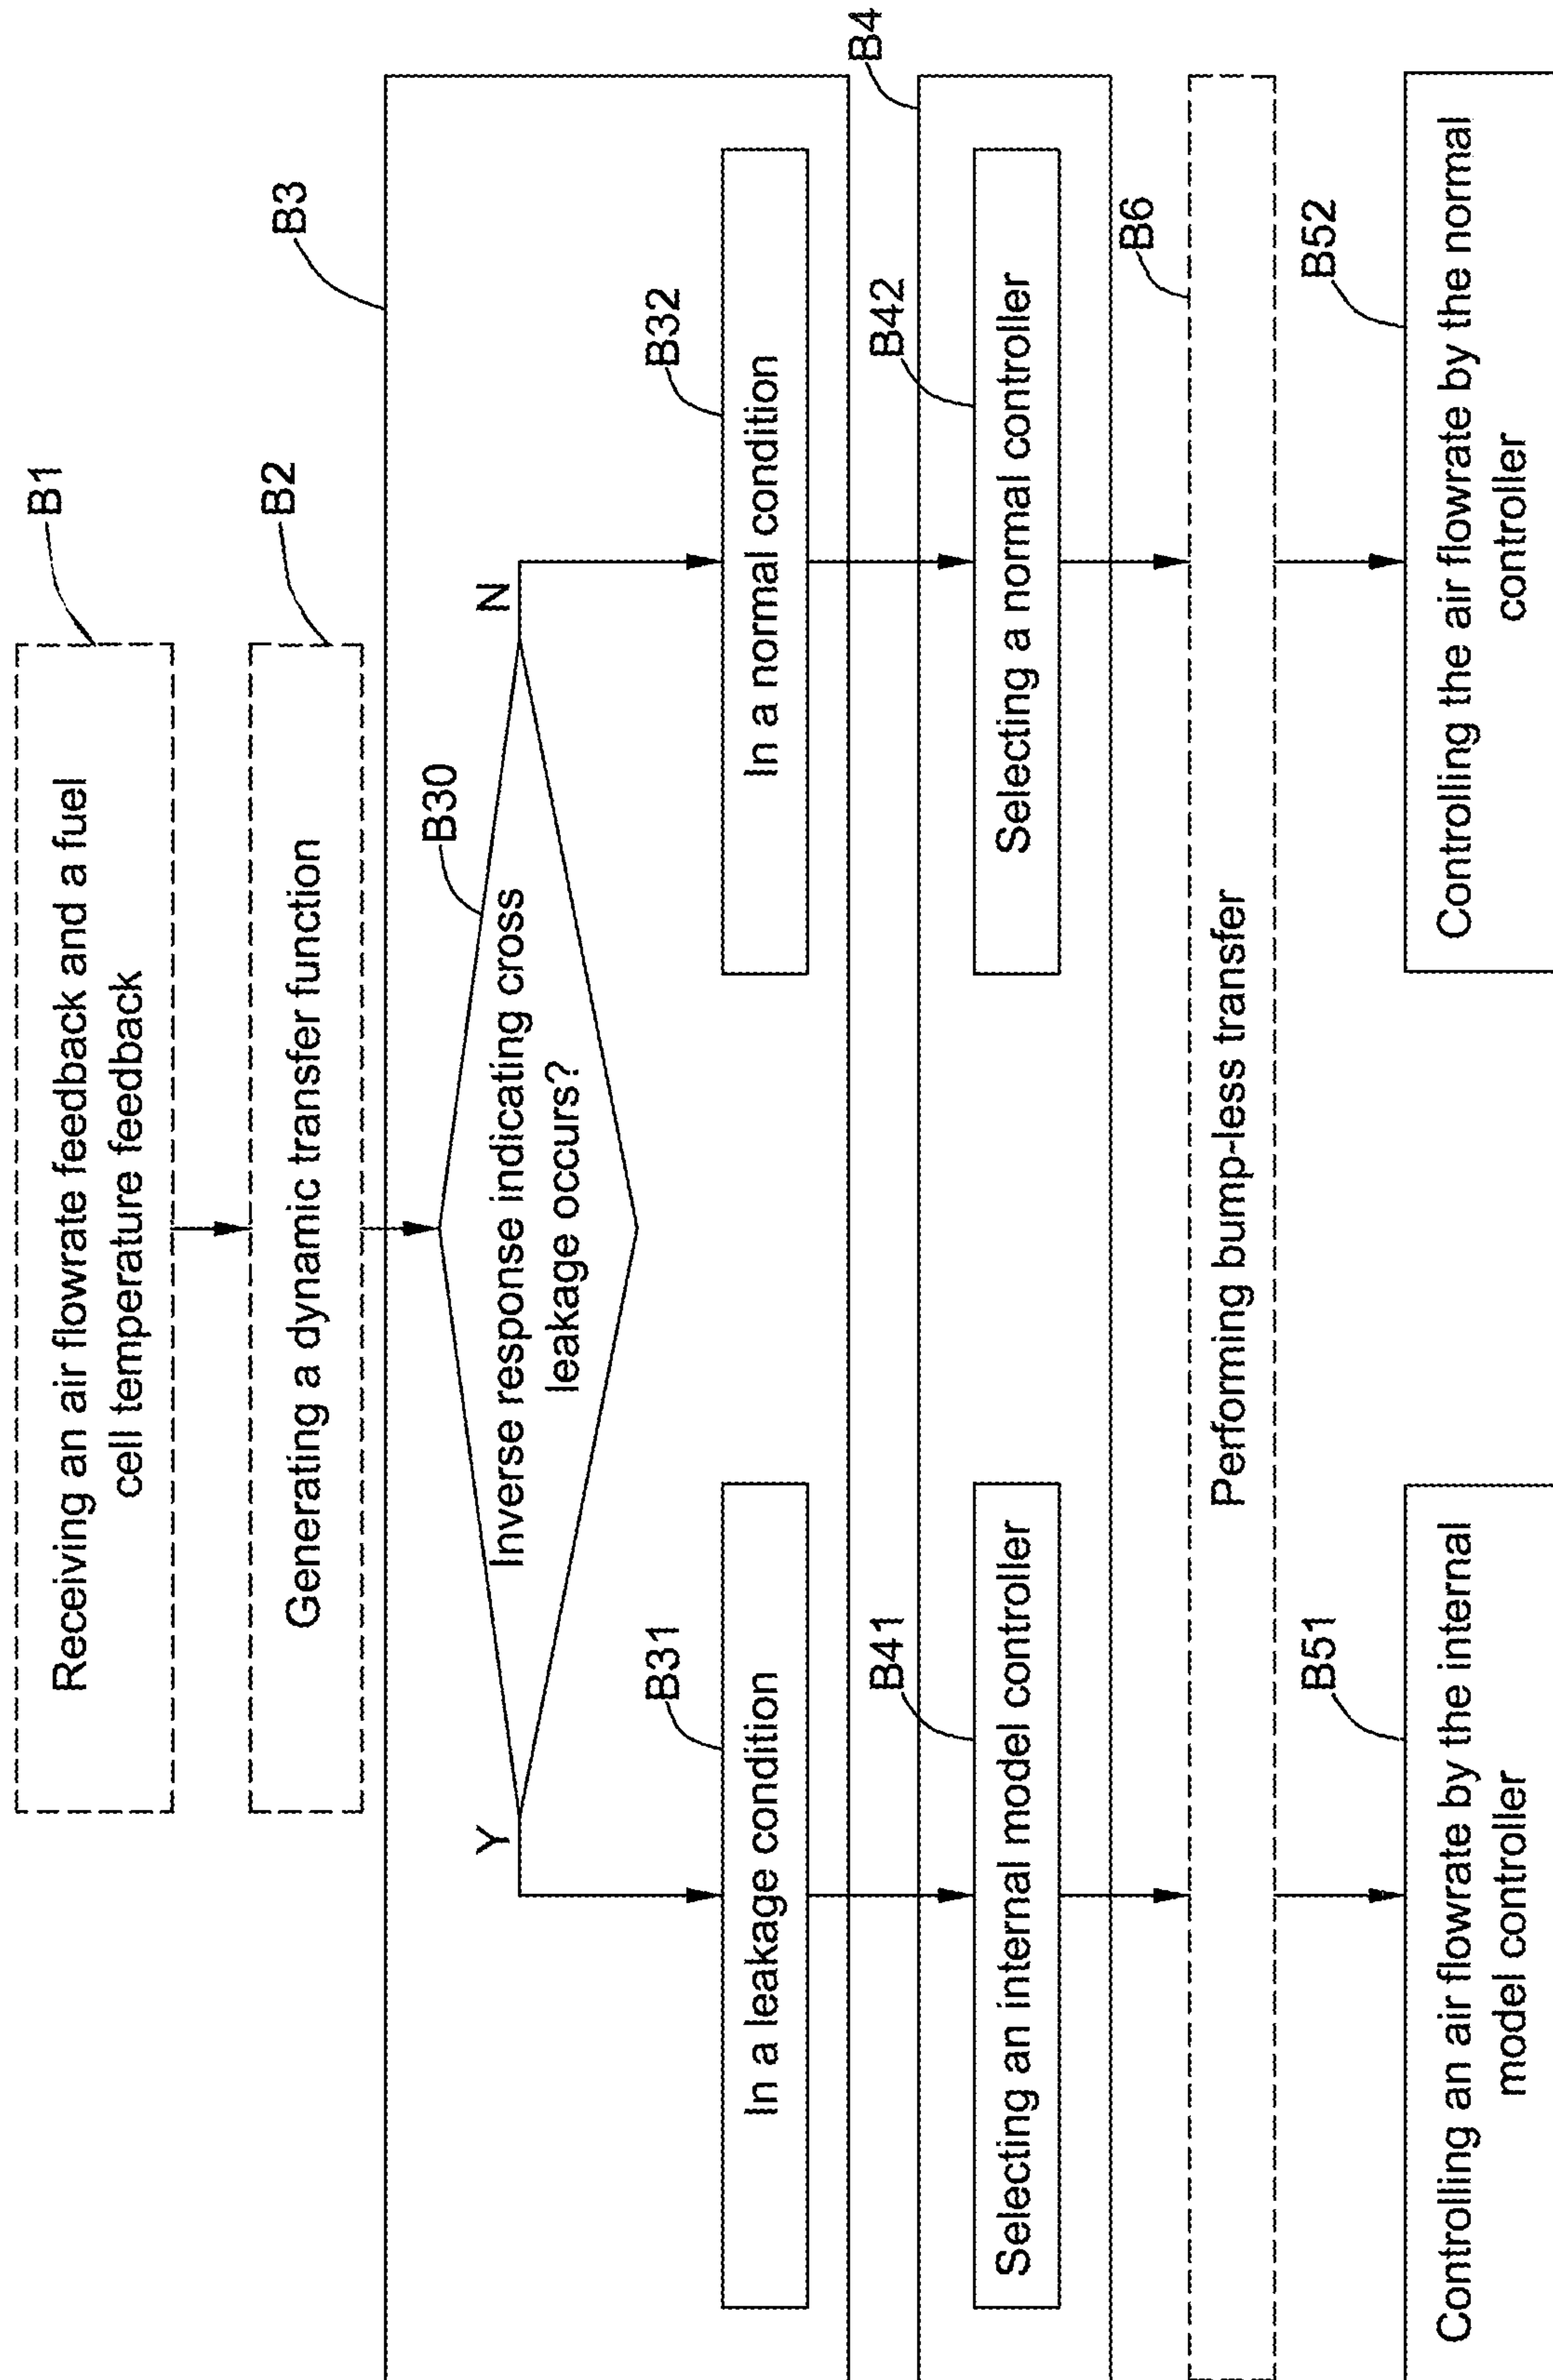 B1
Receiving an air flowrate feedback and a fuel
cell temperature feedback
B2
Generating a dynamic transfer function
B3
B30
Inverse response indicating cross
leakage occurs?
Y
N
B31
In a leakage condition
B32
In a normal condition
B4
B41
Selecting an internal model controller
B42
Selecting a normal controller
B6
Performing bump-less transfer
B51
Controlling an air flowrate by the internal
model controller
B52
Controlling the air flowrate by the normal
controller